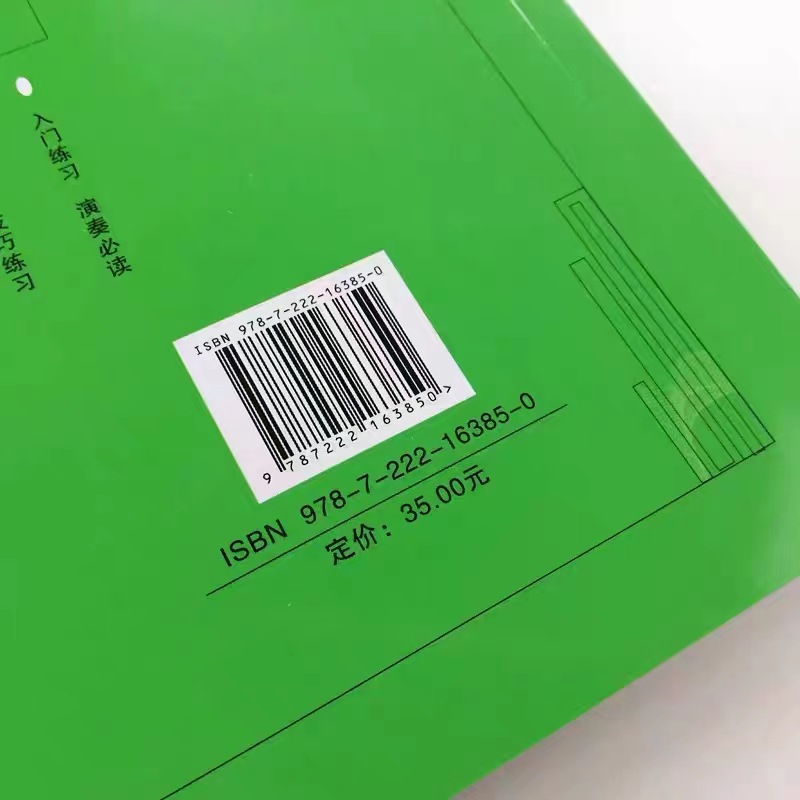 入门练习 演奏必读
巧练习
ISBN 978-7-222-16385-0
9 787222 163850 >
ISBN 978-7-222-16385-0
定价：35.00元